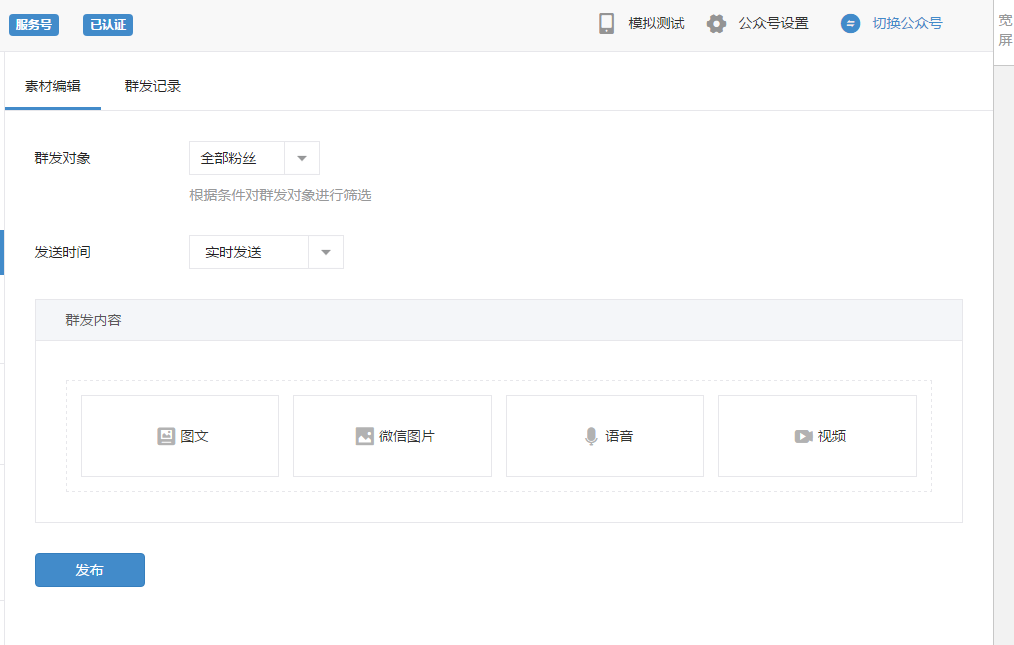 服务号 已认证 模拟测试 公众号设置 切换公众号 宽
屏
素材编辑 群发记录
群发对象 全部粉丝
根据条件对群发对象进行筛选
发送时间 实时发送
群发内容
图文 微信图片 语音 视频
发布